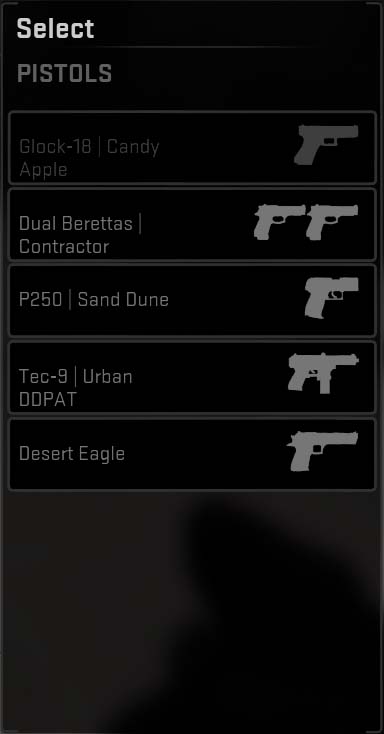 Select
PISTOLS
Glock-18 | Candy
Apple
Dual Berettas |
Contractor
P250 | Sand Dune
Tec-9 | Urban
DDPAT
Desert Eagle